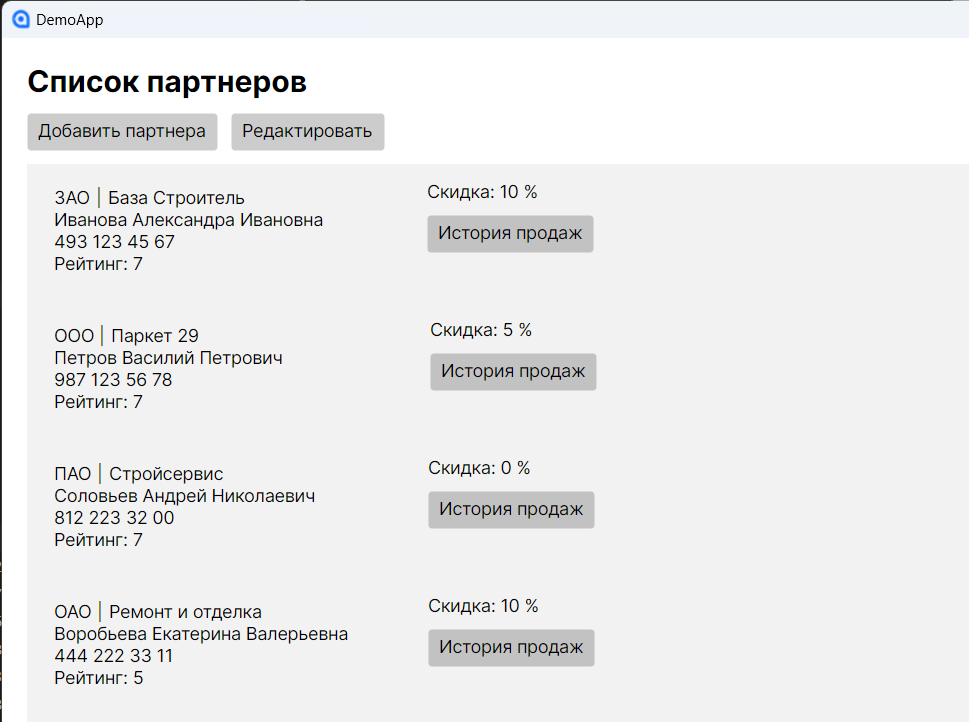 DemoApp
Список партнеров
Добавить партнера
Редактировать
ЗАО | База Строитель
Иванова Александра Ивановна
493 123 45 67
Рейтинг: 7
Скидка: 10 %
История продаж
ООО | Паркет 29
Петров Василий Петрович
987 123 56 78
Рейтинг: 7
Скидка: 5 %
История продаж
ПАО | Стройсервис
Соловьев Андрей Николаевич
812 223 32 00
Рейтинг: 7
Скидка: 0 %
История продаж
ОАО | Ремонт и отделка
Воробьева Екатерина Валерьевна
444 222 33 11
Рейтинг: 5
Скидка: 10 %
История продаж